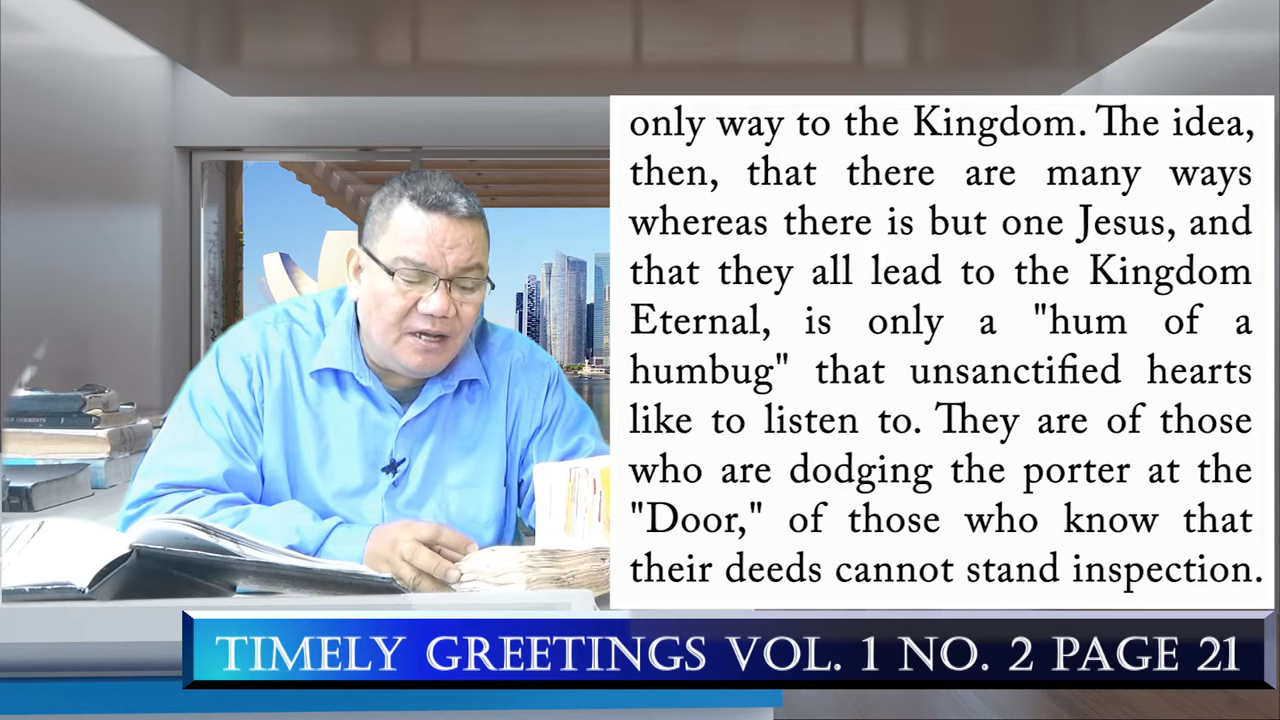 only way to the Kingdom. The idea,
then, that there are many ways
whereas there is but one Jesus, and
that they all lead to the Kingdom
Eternal, is only a "hum of a
humbug" that unsanctified hearts
like to listen to. They are of those
who are dodging the porter at the
"Door," of those who know that
their deeds cannot stand inspection.
TIMELY GREETINGS VOL. 1 NO. 2 PAGE 21